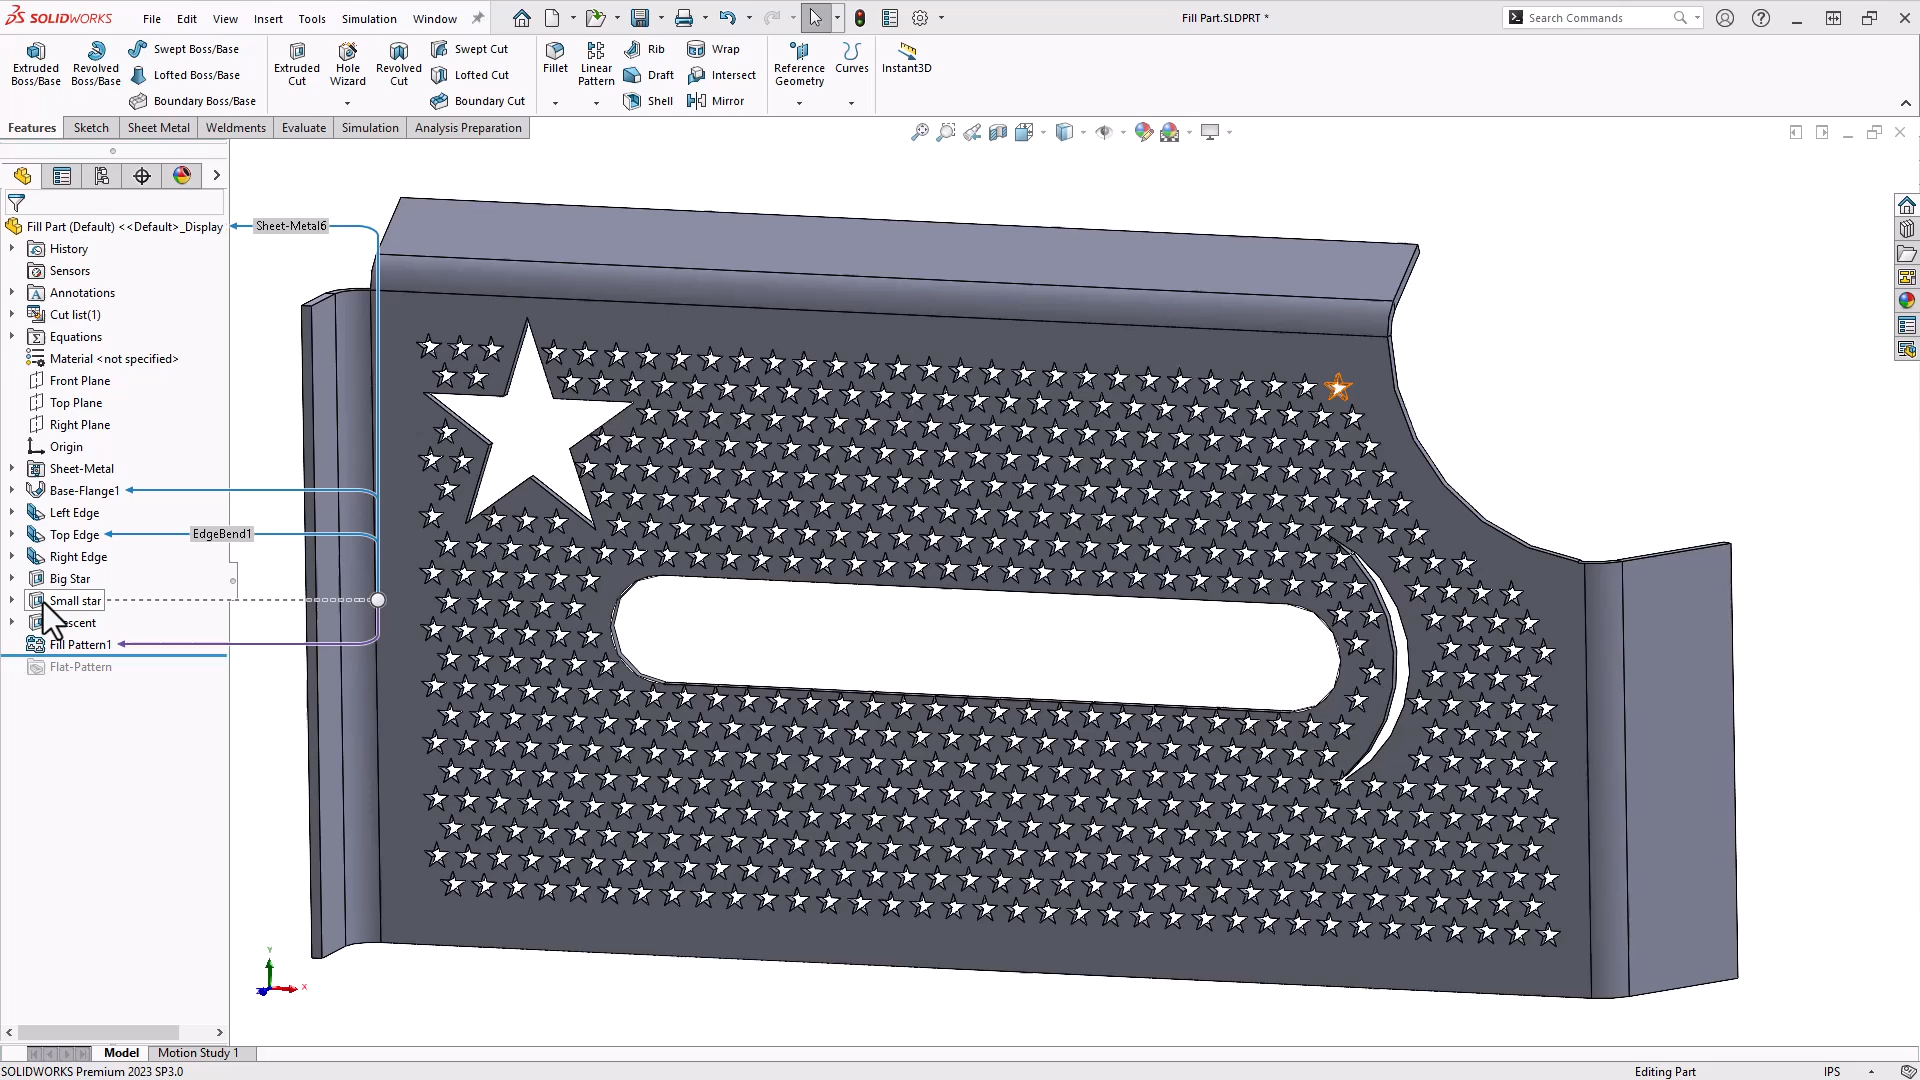 SOLIDWORKS
File Edit View Insert Tools Simulation Window
Fill Part.SLDPRT *
Search Commands
Extruded Boss/Base
Revolved Boss/Base
Swept Boss/Base
Lofted Boss/Base
Boundary Boss/Base
Extruded Cut
Hole Wizard
Revolved Cut
Swept Cut
Lofted Cut
Boundary Cut
Fillet
Linear Pattern
Rib
Draft
Shell
Wrap
Intersect
Mirror
Reference Geometry
Curves
Instant3D
Features Sketch Sheet Metal Weldments Evaluate Simulation Analysis Preparation
Fill Part (Default) <<Default>_Display
Sheet-Metal6
History
Sensors
Annotations
Cut list(1)
Equations
Material <not specified>
Front Plane
Top Plane
Right Plane
Origin
Sheet-Metal
Base-Flange1
Left Edge
Top Edge
EdgeBend1
Right Edge
Big Star
Small star
escent
Fill Pattern1
Flat-Pattern
Y
X
Z
Model Motion Study 1
SOLIDWORKS Premium 2023 SP3.0
Editing Part
IPS